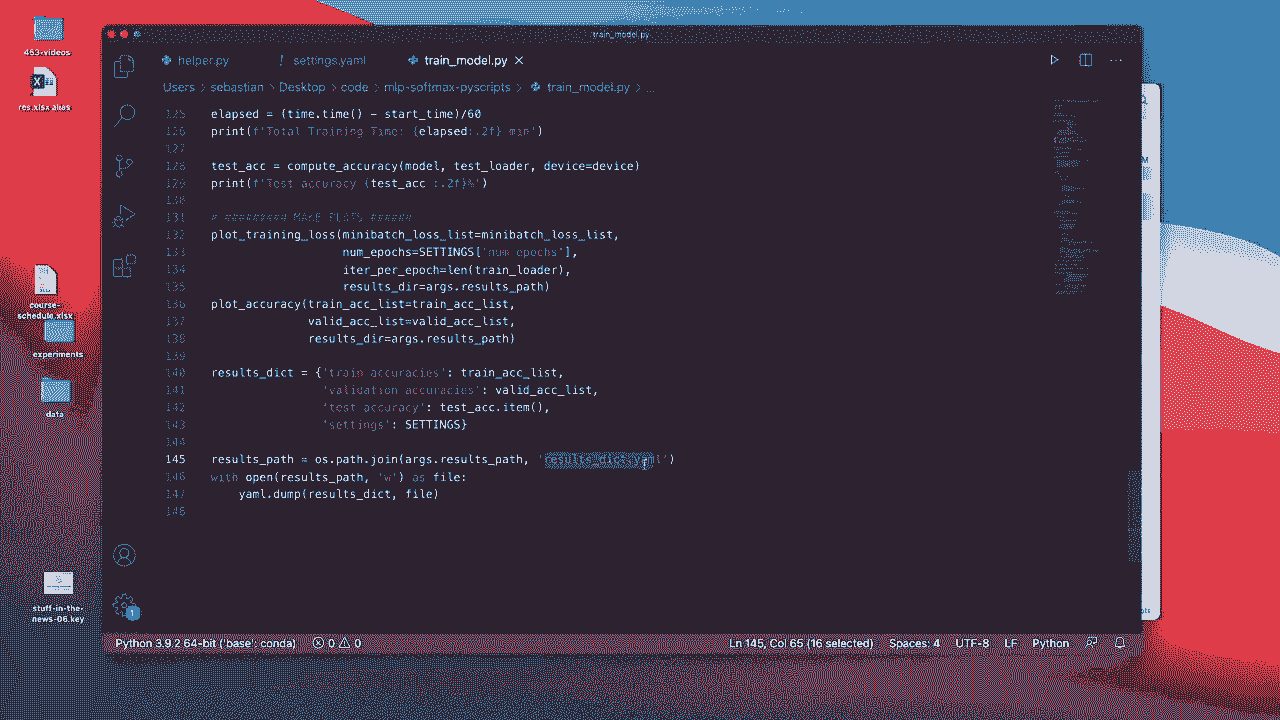 train_model.py
463-videos
res.xlsx alias
course-schedule.xlsx
experiments
data
stuff-in-the-news-06.key
helper.py
! settings.yaml
train_model.py
Users > sebastian > Desktop > code > mlp-softmax-pyscripts > train_model.py > ...
125 elapsed = (time.time() - start_time)/60
126 print(f'Total Training Time: {elapsed:.2f} min')
127
128 test_acc = compute_accuracy(model, test_loader, device=device)
129 print(f'Test accuracy {test_acc :.2f}%')
130
131 # ######### MAKE PLOTS ######
132 plot_training_loss(minibatch_loss_list=minibatch_loss_list,
133 num_epochs=SETTINGS['num epochs'],
134 iter_per_epoch=len(train_loader),
135 results_dir=args.results_path)
136 plot_accuracy(train_acc_list=train_acc_list,
137 valid_acc_list=valid_acc_list,
138 results_dir=args.results_path)
139
140 results_dict = {'train accuracies': train_acc_list,
141 'validation accuracies': valid_acc_list,
142 'test accuracy': test_acc.item(),
143 'settings': SETTINGS}
144
145 results_path = os.path.join(args.results_path, 'results_dict.yaml')
146 with open(results_path, 'w') as file:
147 yaml.dump(results_dict, file)
148
1
Python 3.9.2 64-bit ('base': conda) 0 0 Ln 145, Col 65 (16 selected) Spaces: 4 UTF-8 LF Python